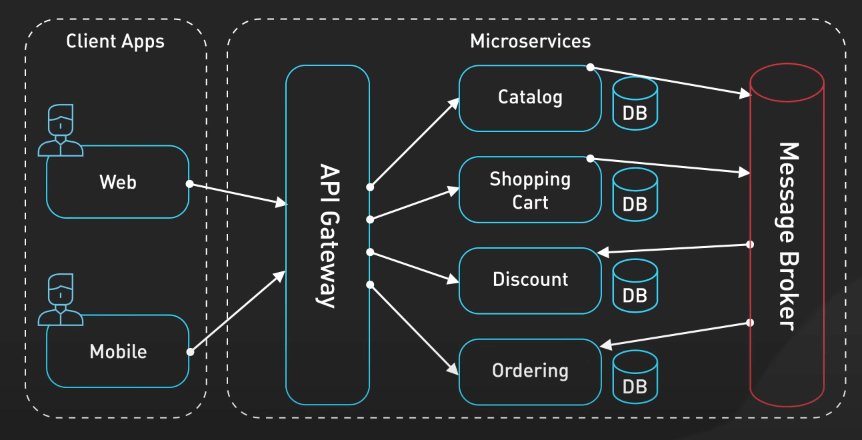 Client Apps
Microservices
Web
Mobile
API Gateway
Catalog
DB
Shopping
Cart
DB
Discount
DB
Ordering
DB
Message Broker